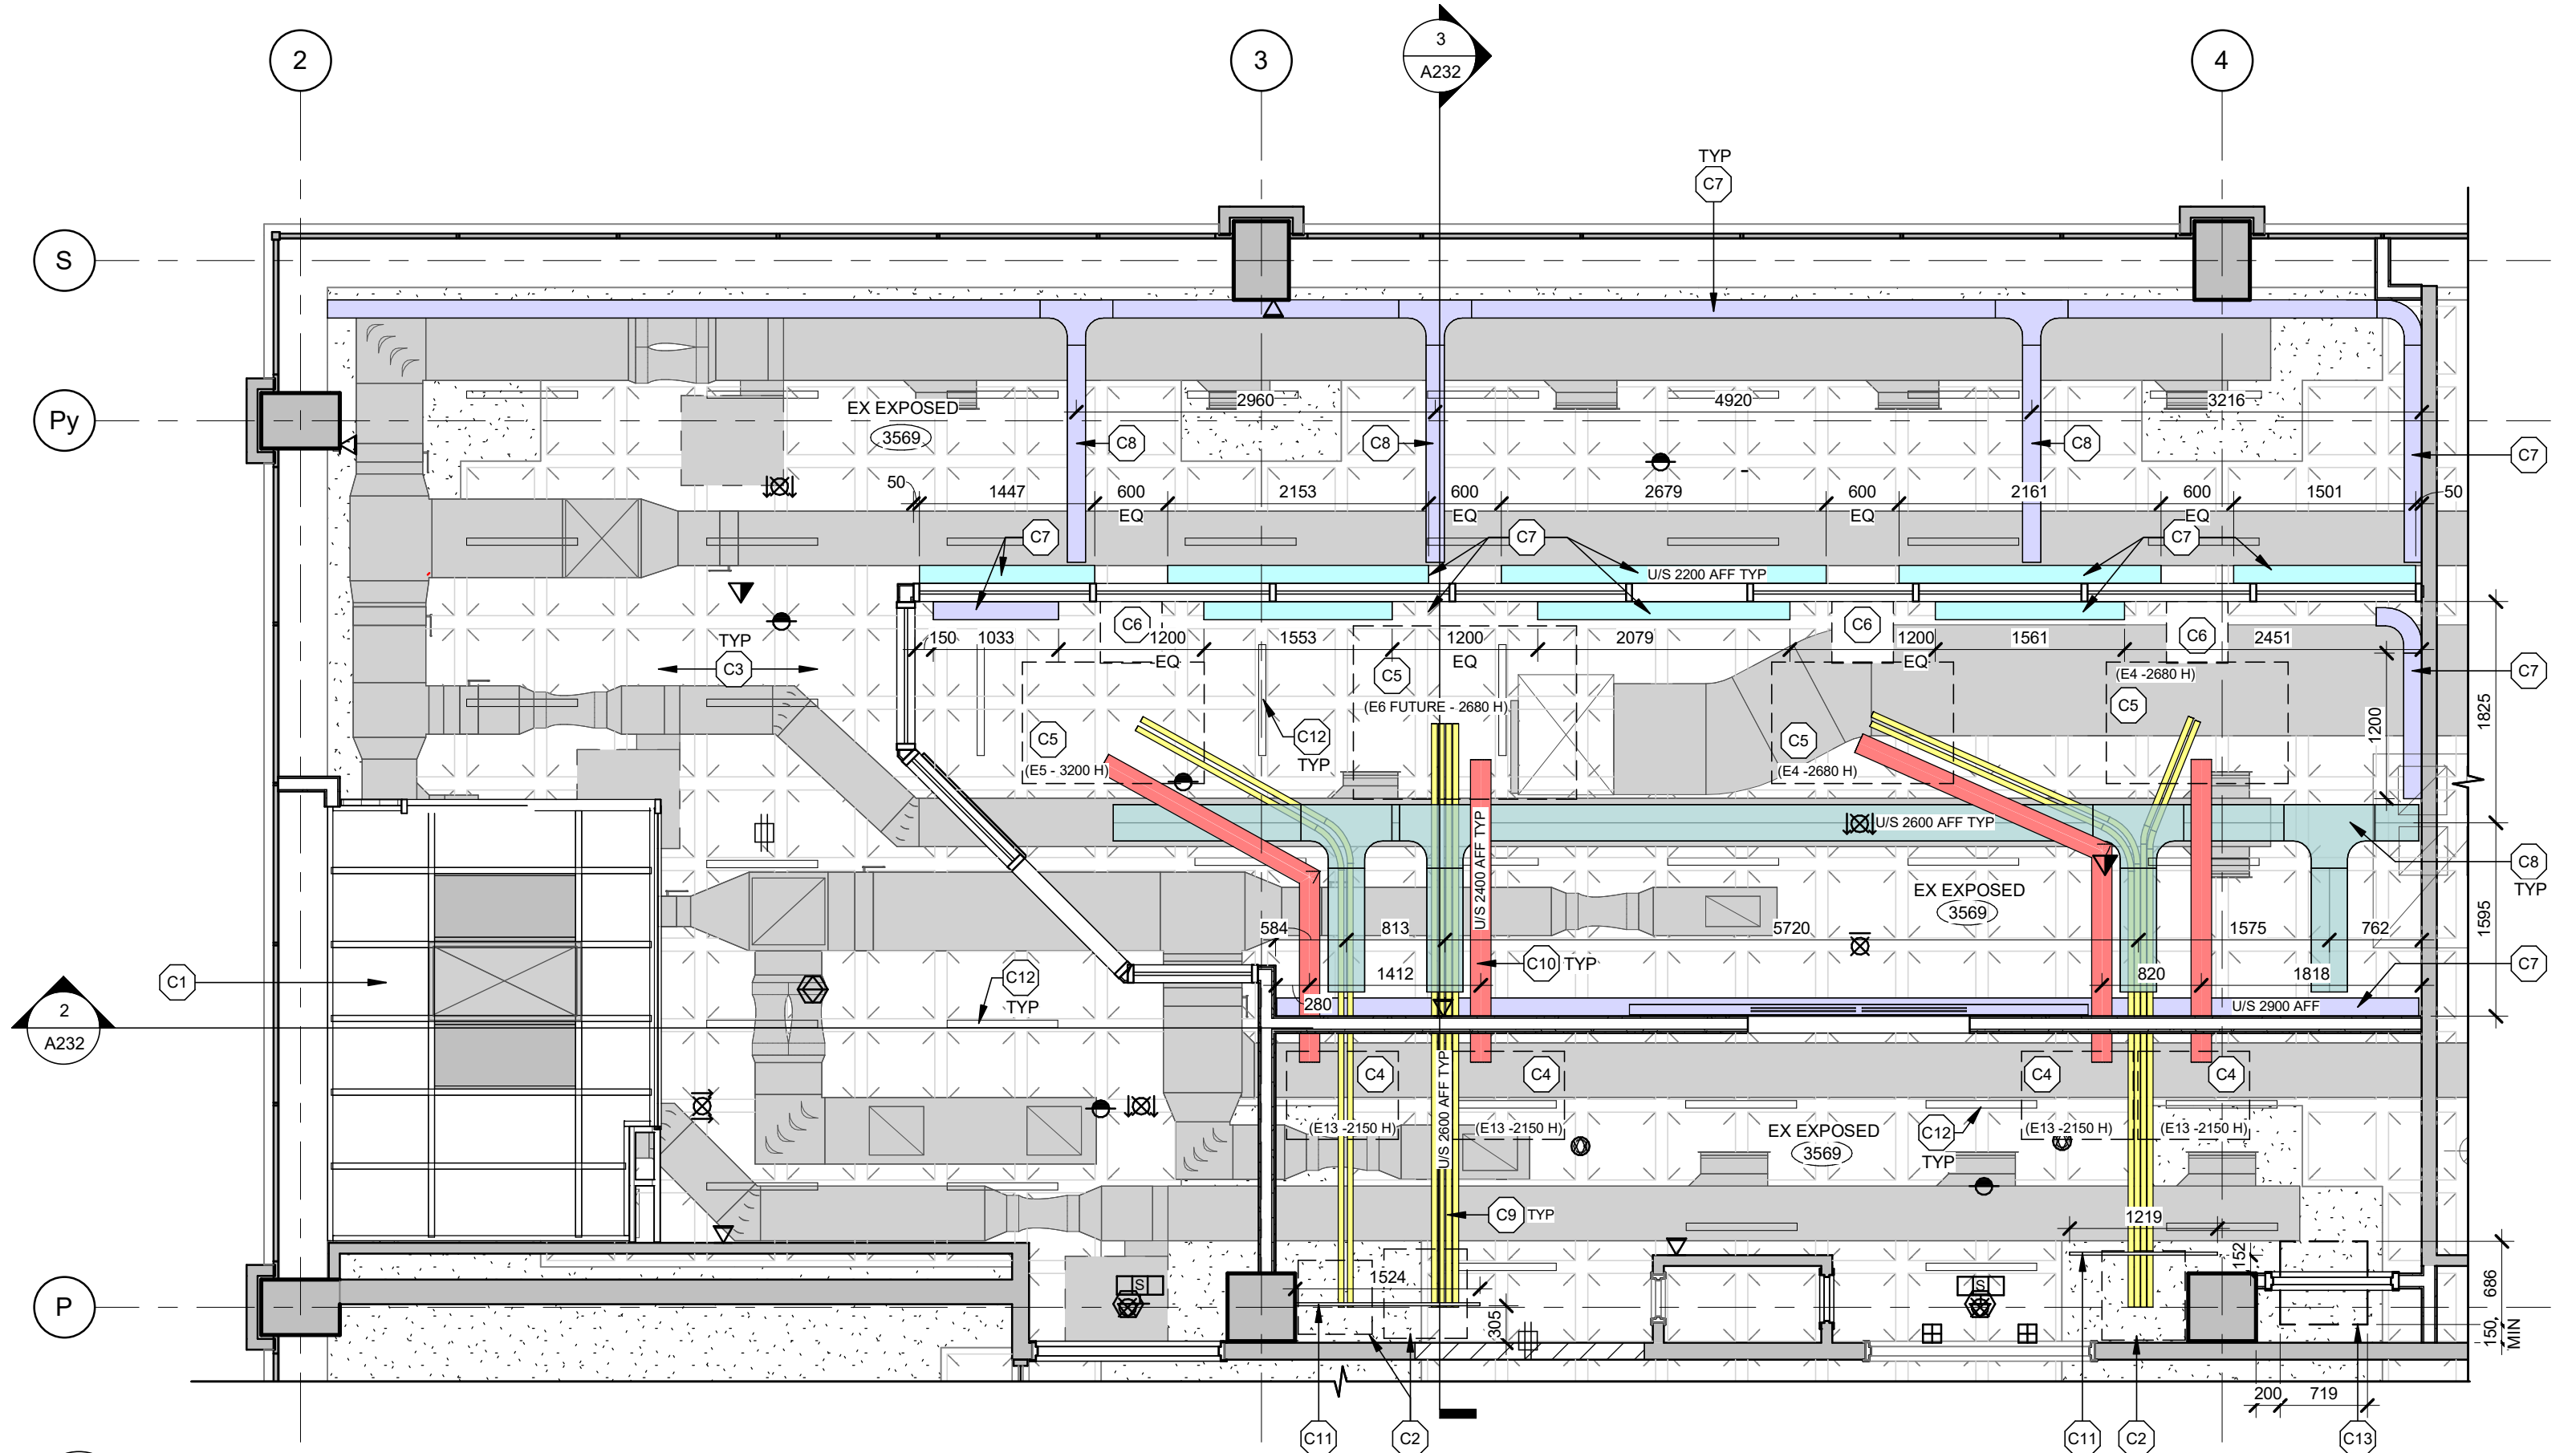 2
3
3
A232
4
TYP
C7
S
Py
EX EXPOSED
3569
2960
4920
3216
C8
C8
C8
C7
50
1447
600
EQ
2153
600
EQ
2679
600
EQ
2161
600
EQ
1501
50
C7
C7
C7
U/S 2200 AFF TYP
C6
C6
C6
150
1033
1200
EQ
1553
1200
EQ
2079
1200
EQ
1561
2451
TYP
C3
C5
(E6 FUTURE - 2680 H)
(E4 -2680 H)
C5
C7
1825
1200
C5
(E5 - 3200 H)
C12
TYP
C5
(E4 -2680 H)
U/S 2400 AFF TYP
U/S 2600 AFF TYP
C8
TYP
EX EXPOSED
3569
584
813
5720
1575
762
1595
C1
C12
TYP
1412
C10 TYP
820
1818
C7
280
U/S 2900 AFF
2
A232
U/S 2600 AFF TYP
C4
C4
C4
C4
(E13 -2150 H)
(E13 -2150 H)
(E13 -2150 H)
(E13 -2150 H)
EX EXPOSED
3569
C12
TYP
C9 TYP
1219
152
S
1524
S
305
686
150
MIN
P
200
719
C11
C2
C11
C2
C13